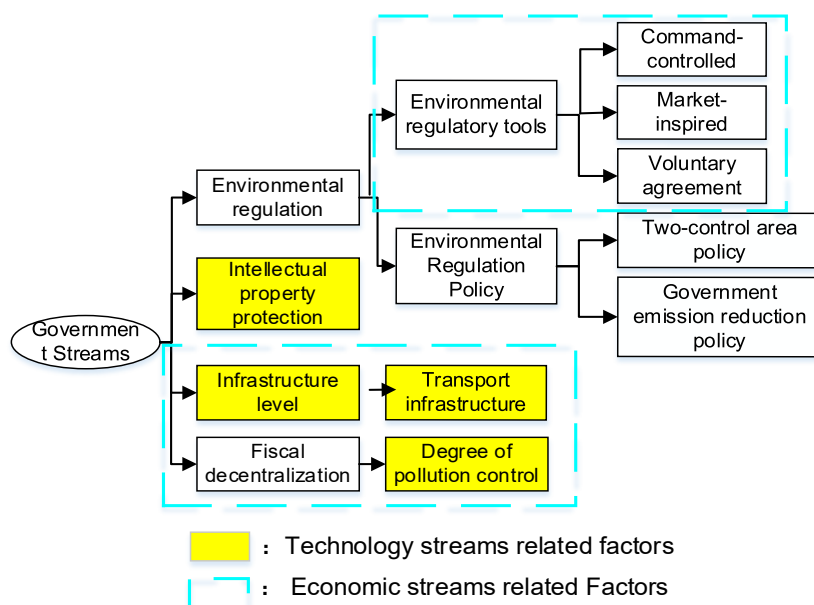 Command-
controlled
Environmental
regulatory tools
Market-
inspired
Voluntary
agreement
Environmental
regulation
Two-control area
policy
Environmental
Regulation
Policy
Intellectual
property
protection
Government
emission reduction
policy
Governmen
t Streams
Infrastructure
level
Transport
infrastructure
Fiscal
decentralization
Degree of
pollution control
： Technology streams related factors
： Economic streams related Factors